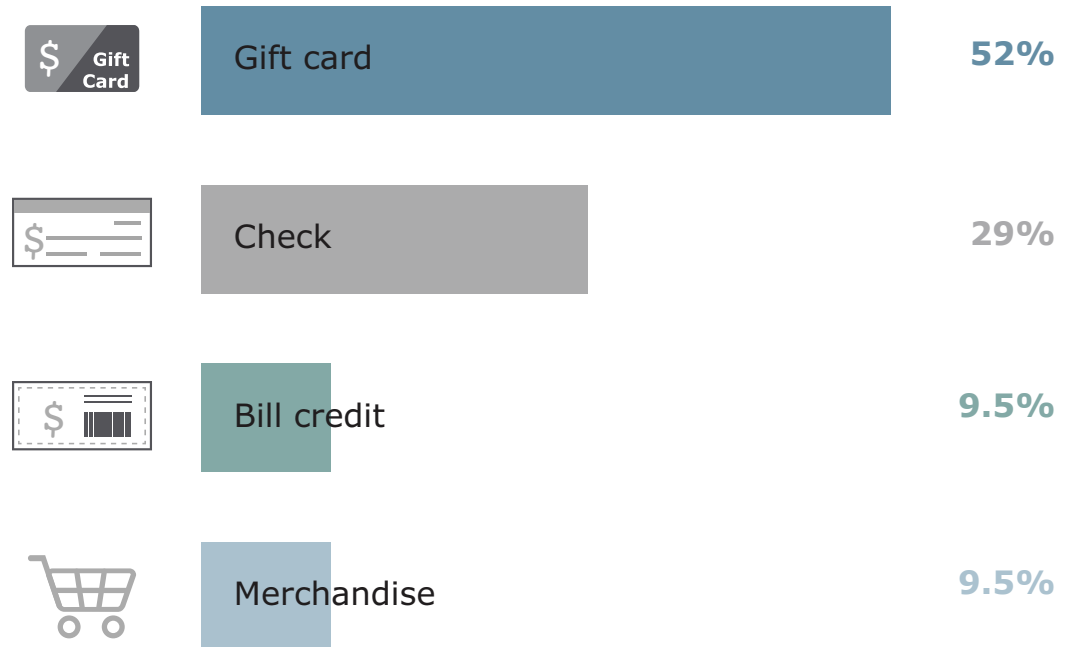 $ Gift
Card
Gift card
52%
$
Check
29%
$
Bill credit
9.5%
Merchandise
9.5%